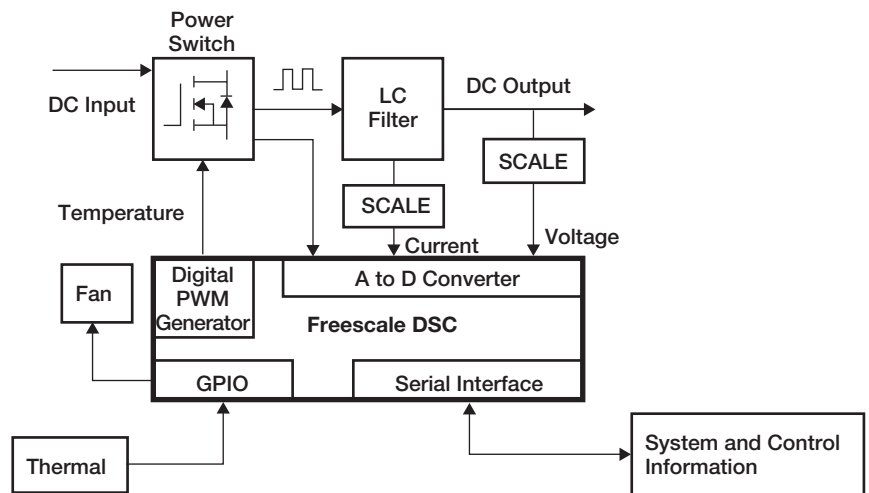 Power
Switch
DC Input
LC
Filter
DC Output
SCALE
SCALE
Temperature
Current
Voltage
Fan
Digital
PWM
Generator
A to D Converter
Freescale DSC
GPIO
Serial Interface
Thermal
System and Control
Information